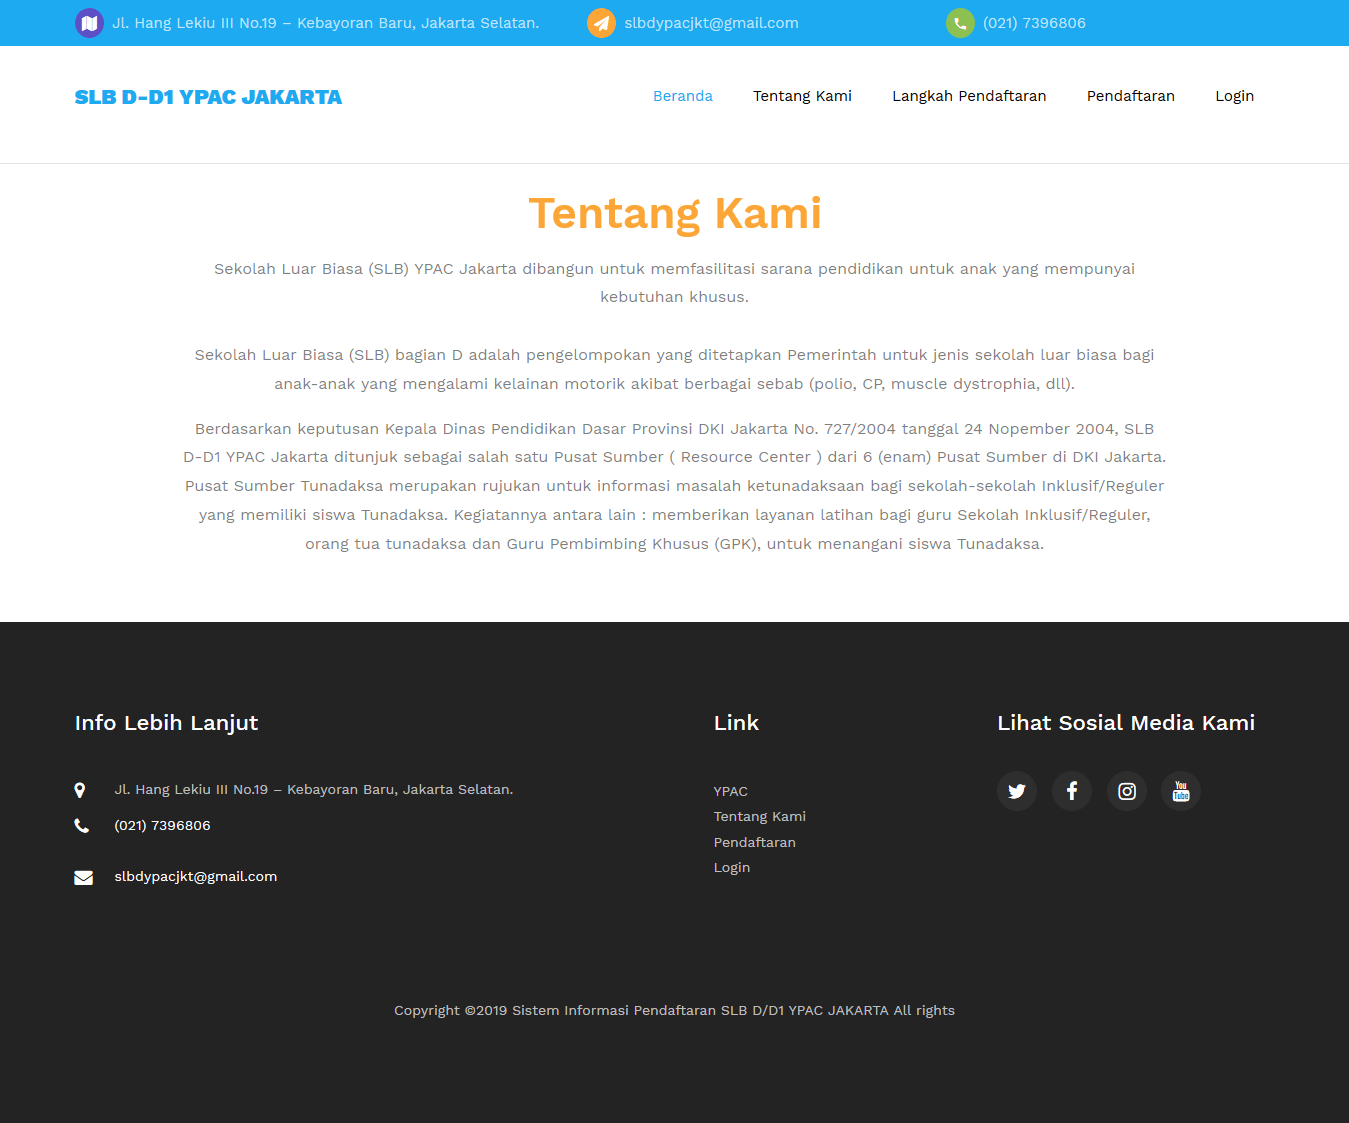 Jl. Hang Lekiu III No.19 – Kebayoran Baru, Jakarta Selatan.
slbdypacjkt@gmail.com
(021) 7396806
SLB D-D1 YPAC JAKARTA
Beranda
Tentang Kami
Langkah Pendaftaran
Pendaftaran
Login
Tentang Kami
Sekolah Luar Biasa (SLB) YPAC Jakarta dibangun untuk memfasilitasi sarana pendidikan untuk anak yang mempunyai
kebutuhan khusus.
Sekolah Luar Biasa (SLB) bagian D adalah pengelompokan yang ditetapkan Pemerintah untuk jenis sekolah luar biasa bagi
anak-anak yang mengalami kelainan motorik akibat berbagai sebab (polio, CP, muscle dystrophia, dll).
Berdasarkan keputusan Kepala Dinas Pendidikan Dasar Provinsi DKI Jakarta No. 727/2004 tanggal 24 Nopember 2004, SLB
D-D1 YPAC Jakarta ditunjuk sebagai salah satu Pusat Sumber ( Resource Center ) dari 6 (enam) Pusat Sumber di DKI Jakarta.
Pusat Sumber Tunadaksa merupakan rujukan untuk informasi masalah ketunadaksaan bagi sekolah-sekolah Inklusif/Reguler
yang memiliki siswa Tunadaksa. Kegiatannya antara lain : memberikan layanan latihan bagi guru Sekolah Inklusif/Reguler,
orang tua tunadaksa dan Guru Pembimbing Khusus (GPK), untuk menangani siswa Tunadaksa.
Info Lebih Lanjut
Jl. Hang Lekiu III No.19 – Kebayoran Baru, Jakarta Selatan.
(021) 7396806
slbdypacjkt@gmail.com
Link
YPAC
Tentang Kami
Pendaftaran
Login
Lihat Sosial Media Kami
You
Tube
Copyright ©2019 Sistem Informasi Pendaftaran SLB D/D1 YPAC JAKARTA All rights